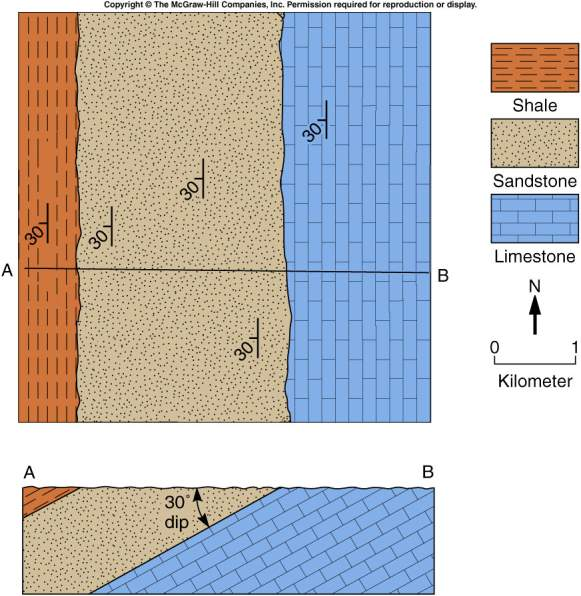 Copyright © The McGraw-Hill Companies, Inc. Permission required for reproduction or display.
30
Shale
30
Sandstone
30
30
Limestone
A
B
N
30
0 1
Kilometer
A
B
30°
dip